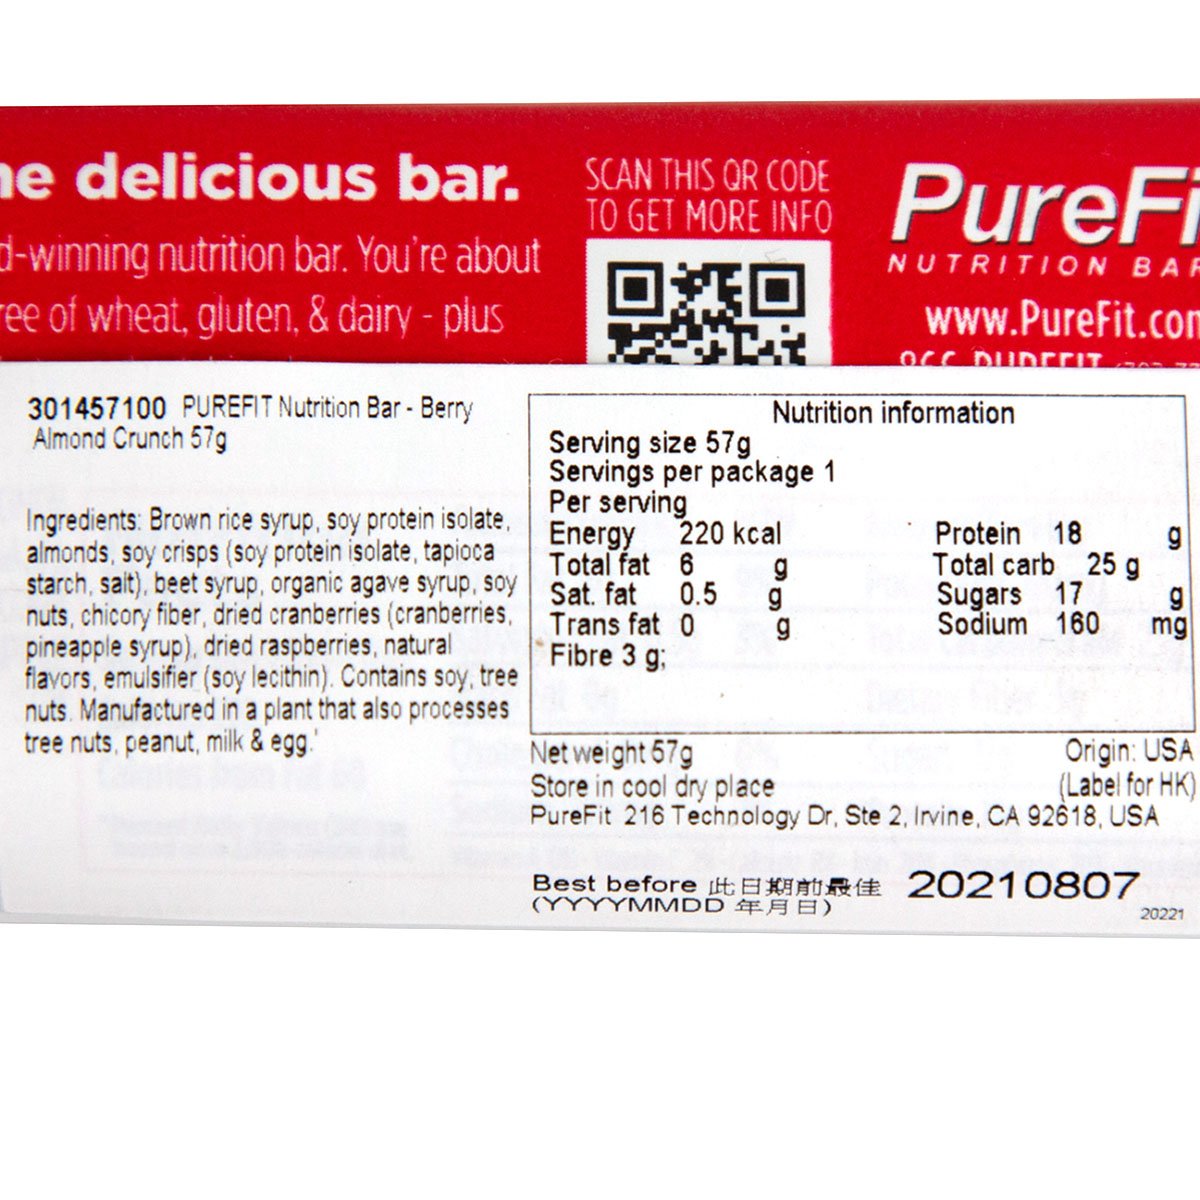 ne delicious bar.
d-winning nutrition bar. You're about
ree of wheat, gluten, & dairy - plus
SCAN THIS QR CODE
TO GET MORE INFO
PureFi
NUTRITION BAR
www.PureFit.com
301457100 PUREFIT Nutrition Bar - Berry
Almond Crunch 57g
Ingredients: Brown rice syrup, soy protein isolate,
almonds, soy crisps (soy protein isolate, tapioca
starch, salt), beet syrup, organic agave syrup, soy
nuts, chicory fiber, dried cranberries (cranberries,
pineapple syrup), dried raspberries, natural
flavors, emulsifier (soy lecithin). Contains soy, tree
nuts. Manufactured in a plant that also processes
tree nuts, peanut, milk & egg.'
Nutrition information
Serving size 57g
Servings per package 1
Per serving
Energy 220 kcal Protein 18 g
Total fat 6 g Total carb 25 g
Sat. fat 0.5 g Sugars 17 g
Trans fat 0 g Sodium 160 mg
Fibre 3 g;
Net weight 57g Origin: USA
Store in cool dry place (Label for HK)
PureFit 216 Technology Dr, Ste 2, Irvine, CA 92618, USA
Best before 此日期前最佳 20210807
(YYYYMMDD 年月日)
20221